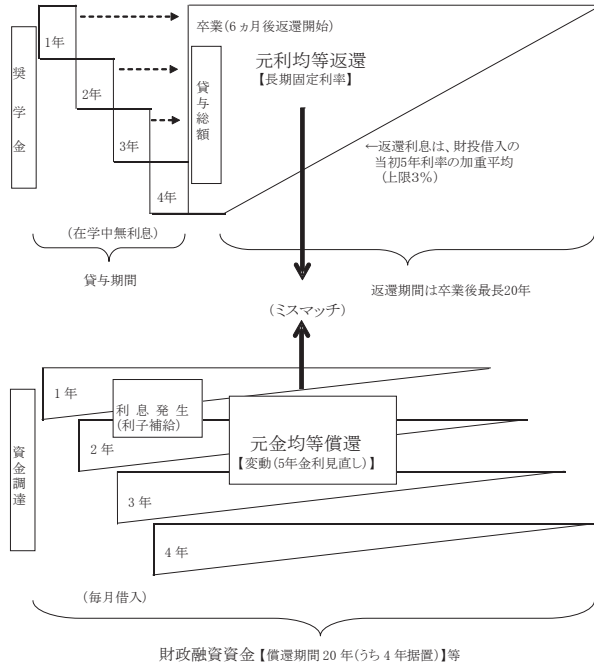 卒業(6ヵ月後返還開始)
1年
奨学金
元利均等返還
【長期固定利率】
2年
貸与総額
3年
←返還利息は、財投借入の
当初5年利率の加重平均
(上限3%)
4年
(在学中無利息)
貸与期間
返還期間は卒業後最長20年
(ミスマッチ)
1年
利息発生
(利子補給)
資金調達
2年
元金均等償還
【変動(5年金利見直し)】
3年
4年
(毎月借入)
財政融資資金【償還期間20年(うち4年据置)】等